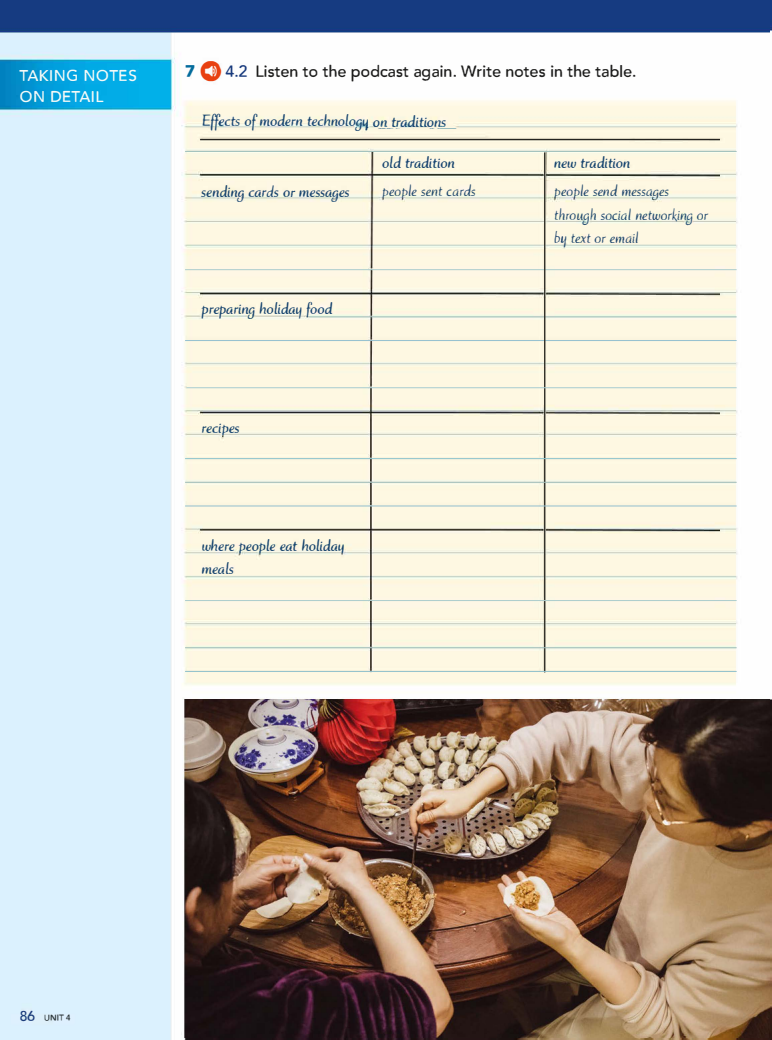 TAKING NOTES
ON DETAIL
7 4.2 Listen to the podcast again. Write notes in the table.
Effects of modern technology on traditions
old tradition new tradition
sending cards or messages people sent cards people send messages
through social networking or
by text or email
preparing holiday food
recipes
where people eat holiday
meals
86 UNIT 4